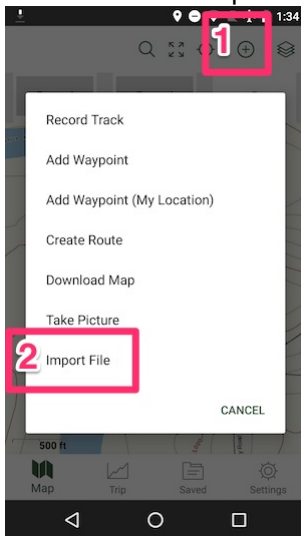 1:34
1
Record Track
Add Waypoint
Add Waypoint (My Location)
Create Route
Download Map
Take Picture
2
Import File
CANCEL
500 ft
Map Trip Saved Settings